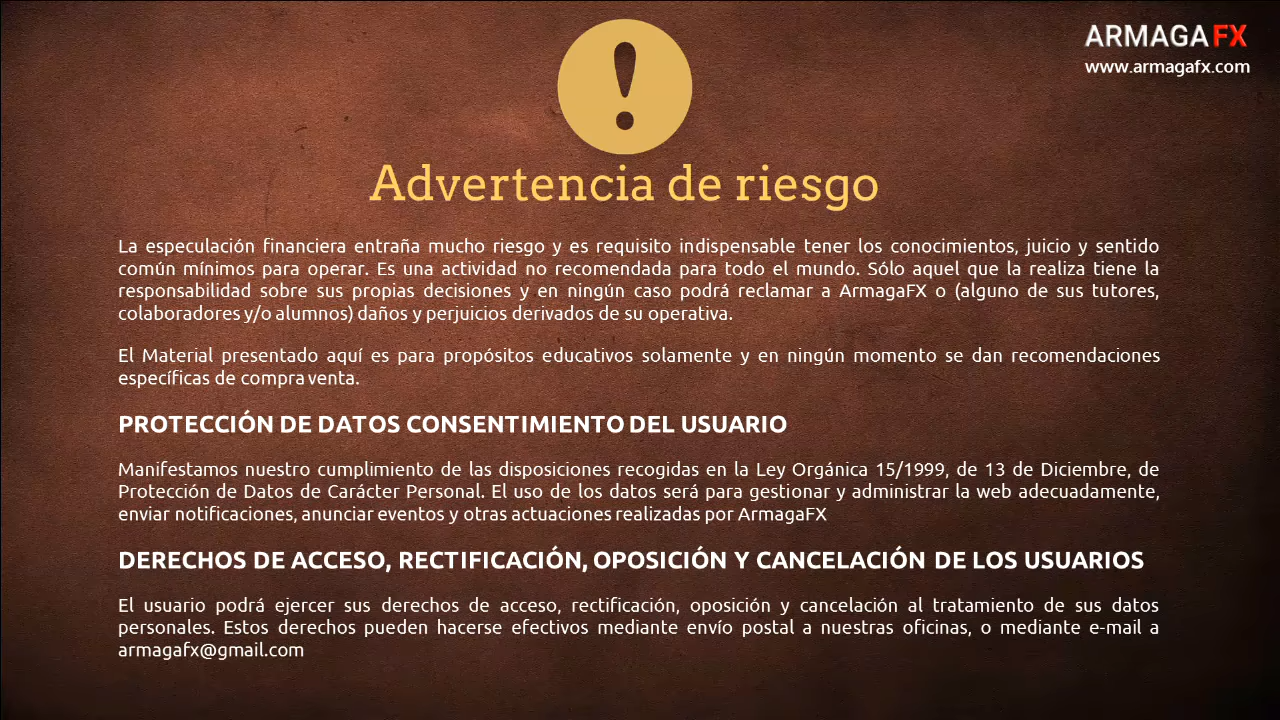 ARMAGAFX
www.armagafx.com
Advertencia de riesgo
La especulación financiera entraña mucho riesgo y es requisito indispensable tener los conocimientos, juicio y sentido
común mínimos para operar. Es una actividad no recomendada para todo el mundo. Sólo aquel que la realiza tiene la
responsabilidad sobre sus propias decisiones y en ningún caso podrá reclamar a ArmagaFX o (alguno de sus tutores,
colaboradores y/o alumnos) daños y perjuicios derivados de su operativa.
El Material presentado aquí es para propósitos educativos solamente y en ningún momento se dan recomendaciones
específicas de compra venta.
PROTECCIÓN DE DATOS CONSENTIMIENTO DEL USUARIO
Manifestamos nuestro cumplimiento de las disposiciones recogidas en la Ley Orgánica 15/1999, de 13 de Diciembre, de
Protección de Datos de Carácter Personal. El uso de los datos será para gestionar y administrar la web adecuadamente,
enviar notificaciones, anunciar eventos y otras actuaciones realizadas por ArmagaFX
DERECHOS DE ACCESO, RECTIFICACIÓN, OPOSICIÓN Y CANCELACIÓN DE LOS USUARIOS
El usuario podrá ejercer sus derechos de acceso, rectificación, oposición y cancelación al tratamiento de sus datos
personales. Estos derechos pueden hacerse efectivos mediante envío postal a nuestras oficinas, o mediante e-mail a
armagafx@gmail.com